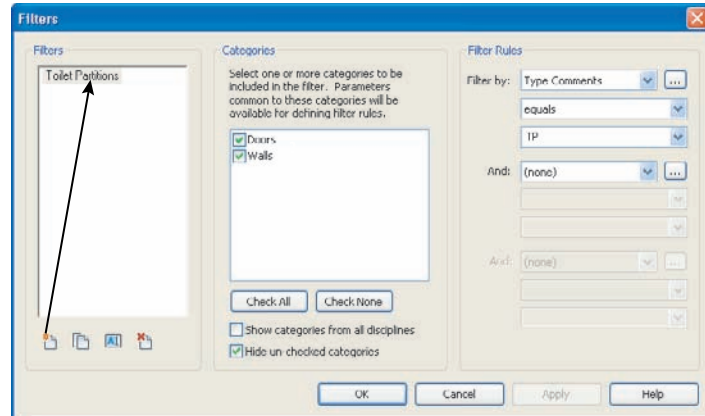 Filters
Filters
Toilet Partitions
Categories
Select one or more categories to be
included in the filter. Parameters
common to these categories will be
available for defining filter rules.
Doors
Walls
Check All
Check None
Show categories from all disciplines
Hide un-checked categories
Filter Rules
Filter by:
Type Comments
...
equals
TP
And:
(none)
...
And:
(none)
...
OK
Cancel
Apply
Help